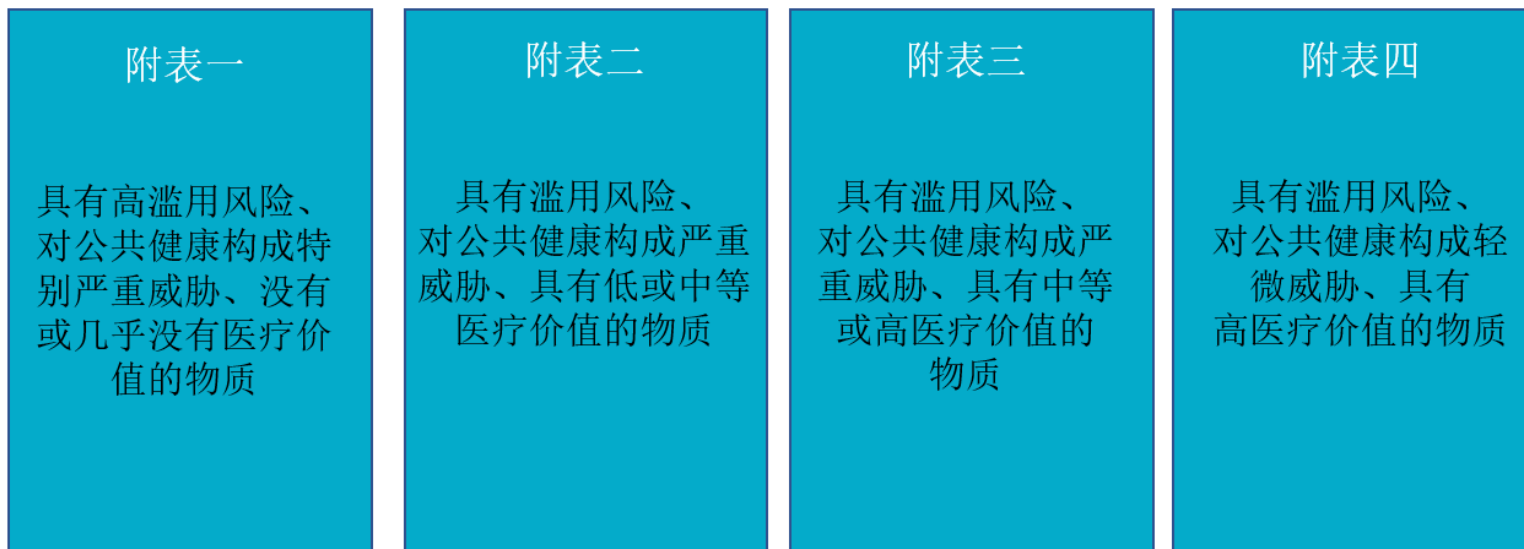 附表一
具有高滥用风险、
对公共健康构成特
别严重威胁、没有
或几乎没有医疗价
值的物质
附表二
具有滥用风险、
对公共健康构成严重
威胁、具有低或中等
医疗价值的物质
附表三
具有滥用风险、
对公共健康构成严
重威胁、具有中等
或高医疗价值的
物质
附表四
具有滥用风险、
对公共健康构成轻
微威胁、具有
高医疗价值的物质